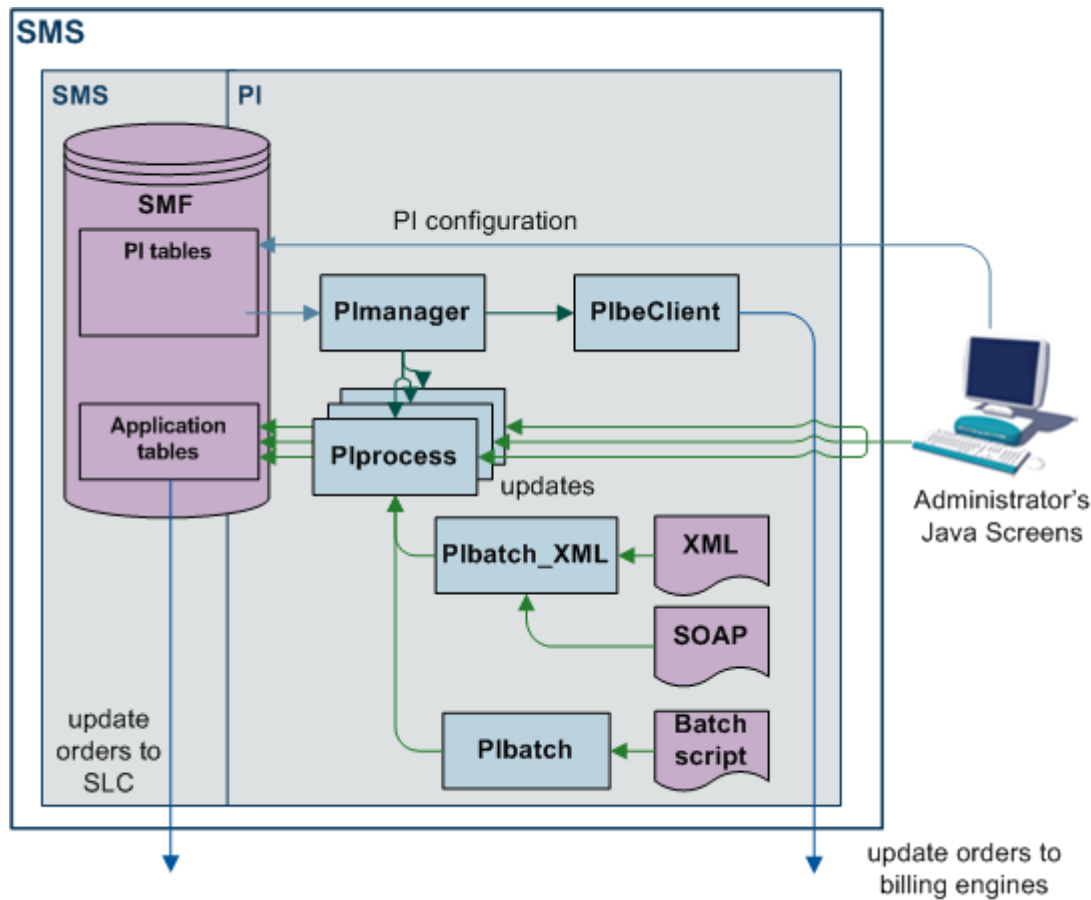 SMS
SMS
PI
SMF
PI tables
PI configuration
PImanager
PIbeClient
Application
tables
PIprocess
updates
Administrator's
Java Screens
PIbatch_XML
XML
SOAP
PIbatch
Batch
script
update
orders to
SLC
update orders to
billing engines